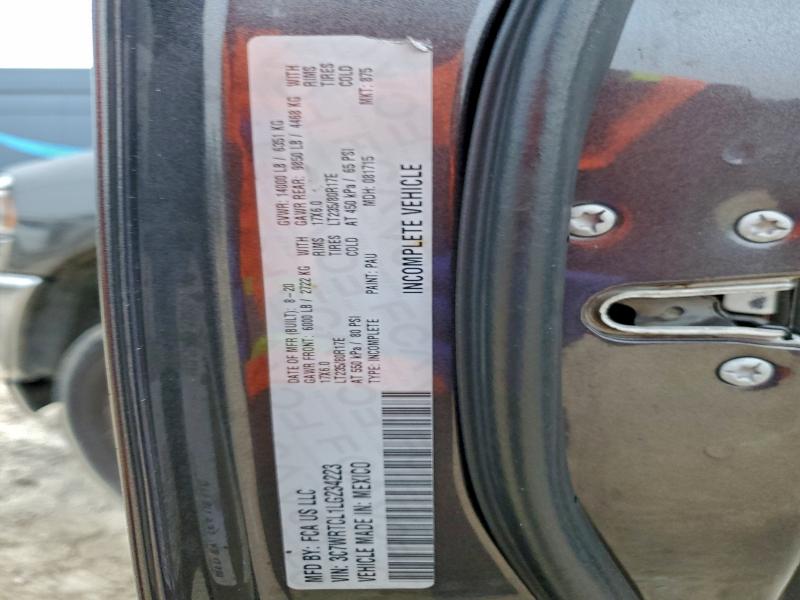 MFD BY: FCA US LLC
DATE OF MFR (BUILT): 8-20
GVWR: 14000 LB / 6351 KG
GAWR FRONT: 6000 LB / 2722 KG WITH
GAWR REAR: 9850 LB / 4468 KG WITH
17X6.0 RIMS
17X6.0 RIMS
LT235/80R17E TIRES
LT235/80R17E TIRES
AT 550 kPa / 80 PSI COLD
AT 450 kPa / 65 PSI COLD
VIN: 3C7WRTCL1LG234223
TYPE: INCOMPLETE
PAINT: PAU
MDH: 081715
MKT: 875
VEHICLE MADE IN: MEXICO
INCOMPLETE VEHICLE